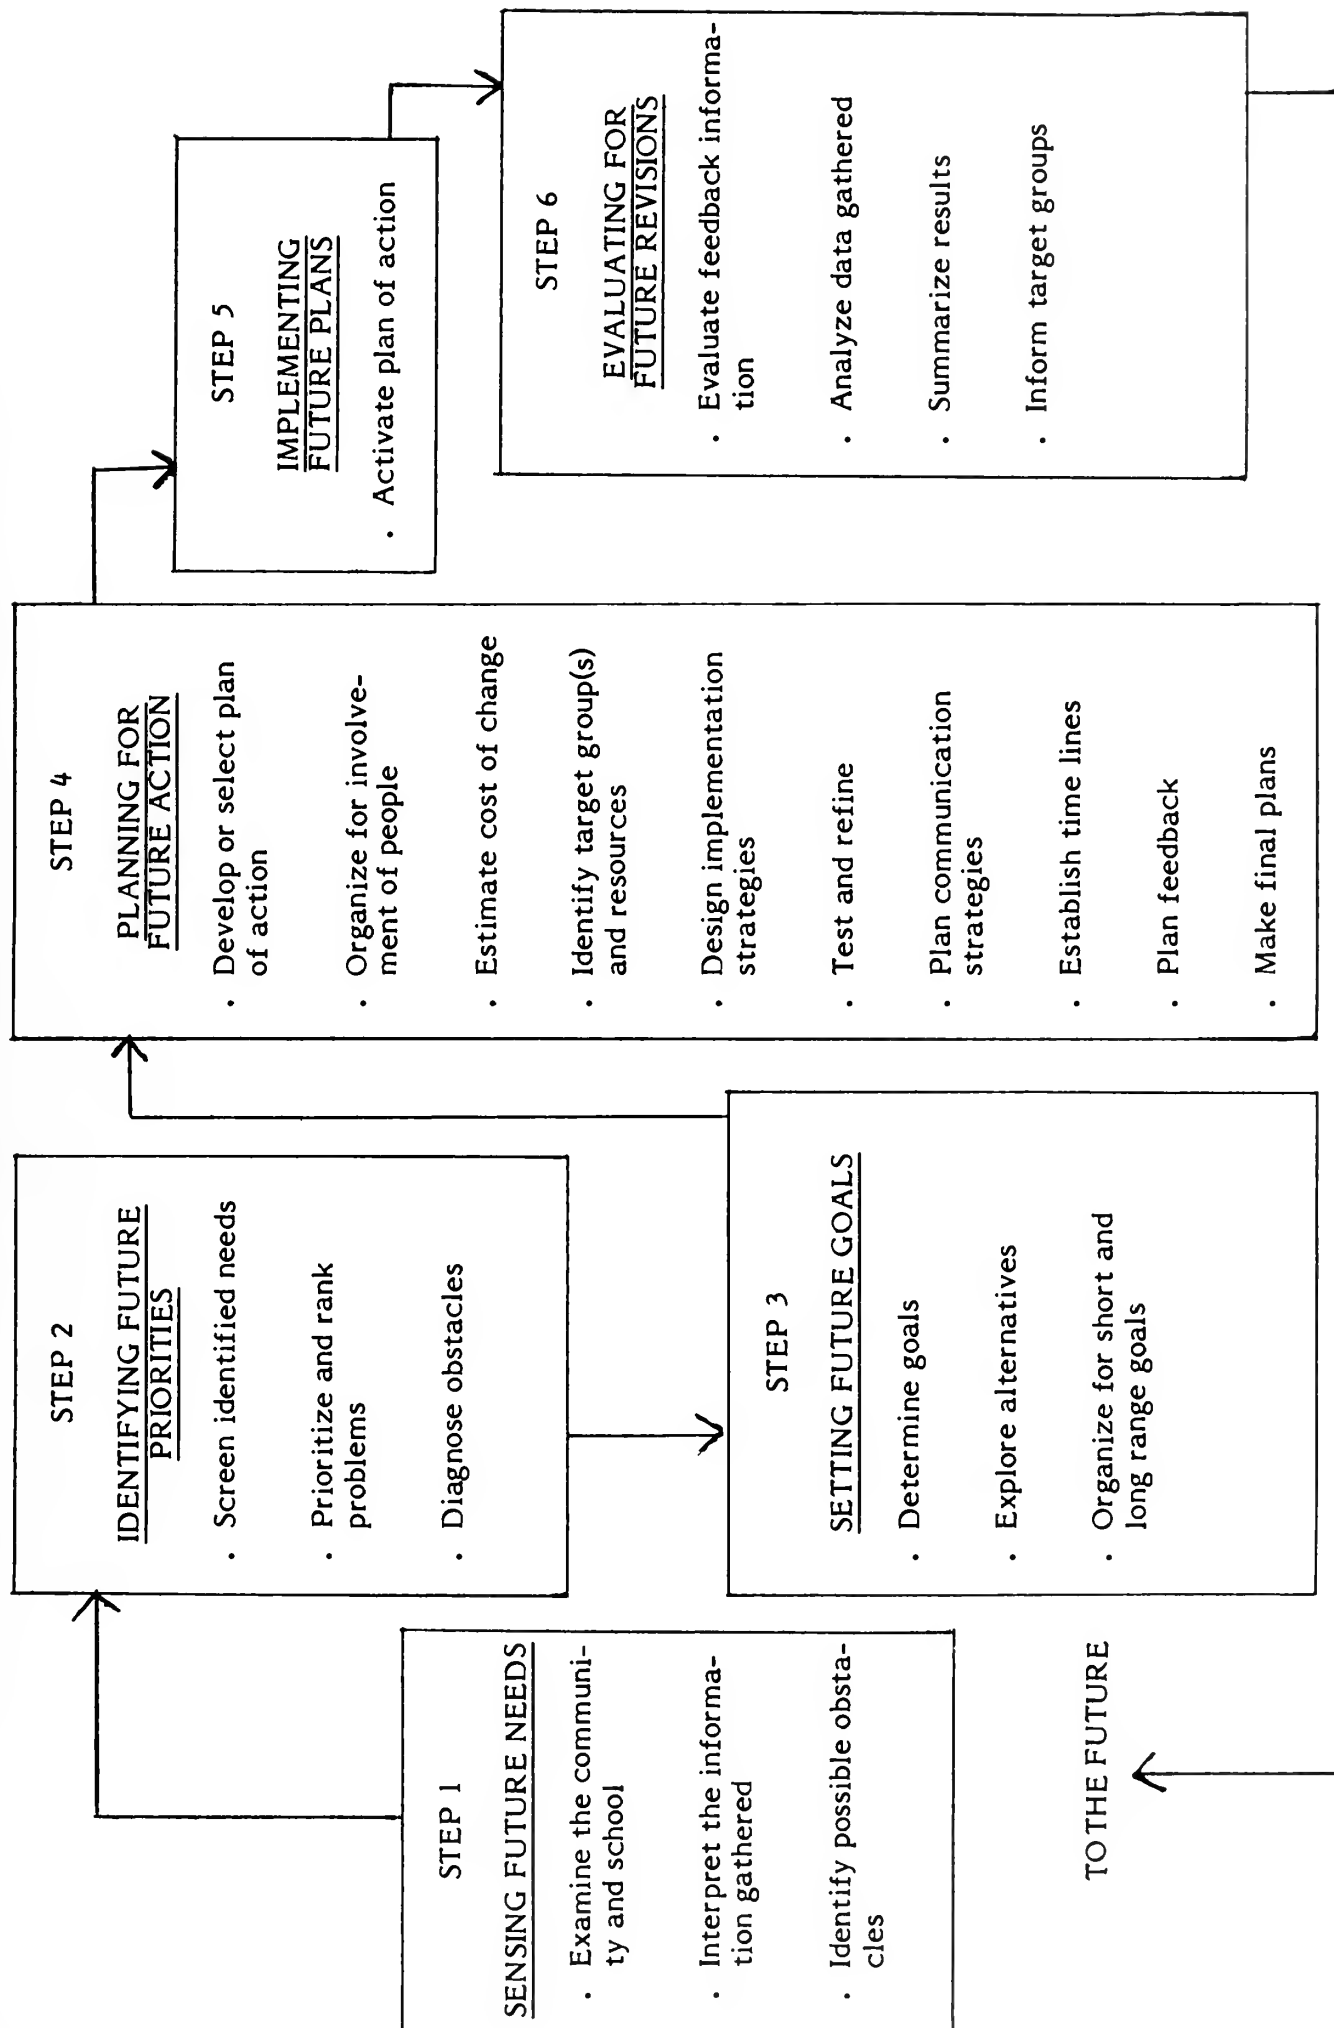 STEP 1
SENSING FUTURE NEEDS
· Examine the communi-
ty and school
· Interpret the informa-
tion gathered
· Identify possible obsta-
cles
STEP 2
IDENTIFYING FUTURE
PRIORITIES
· Screen identified needs
· Prioritize and rank
problems
· Diagnose obstacles
STEP 3
SETTING FUTURE GOALS
· Determine goals
· Explore alternatives
· Organize for short and
long range goals
STEP 4
PLANNING FOR
FUTURE ACTION
· Develop or select plan
of action
· Organize for involve-
ment of people
· Estimate cost of change
· Identify target group(s)
and resources
· Design implementation
strategies
· Test and refine
· Plan communication
strategies
· Establish time lines
· Plan feedback
· Make final plans
STEP 5
IMPLEMENTING
FUTURE PLANS
· Activate plan of action
STEP 6
EVALUATING FOR
FUTURE REVISIONS
· Evaluate feedback informa-
tion
· Analyze data gathered
· Summarize results
· Inform target groups
TO THE FUTURE